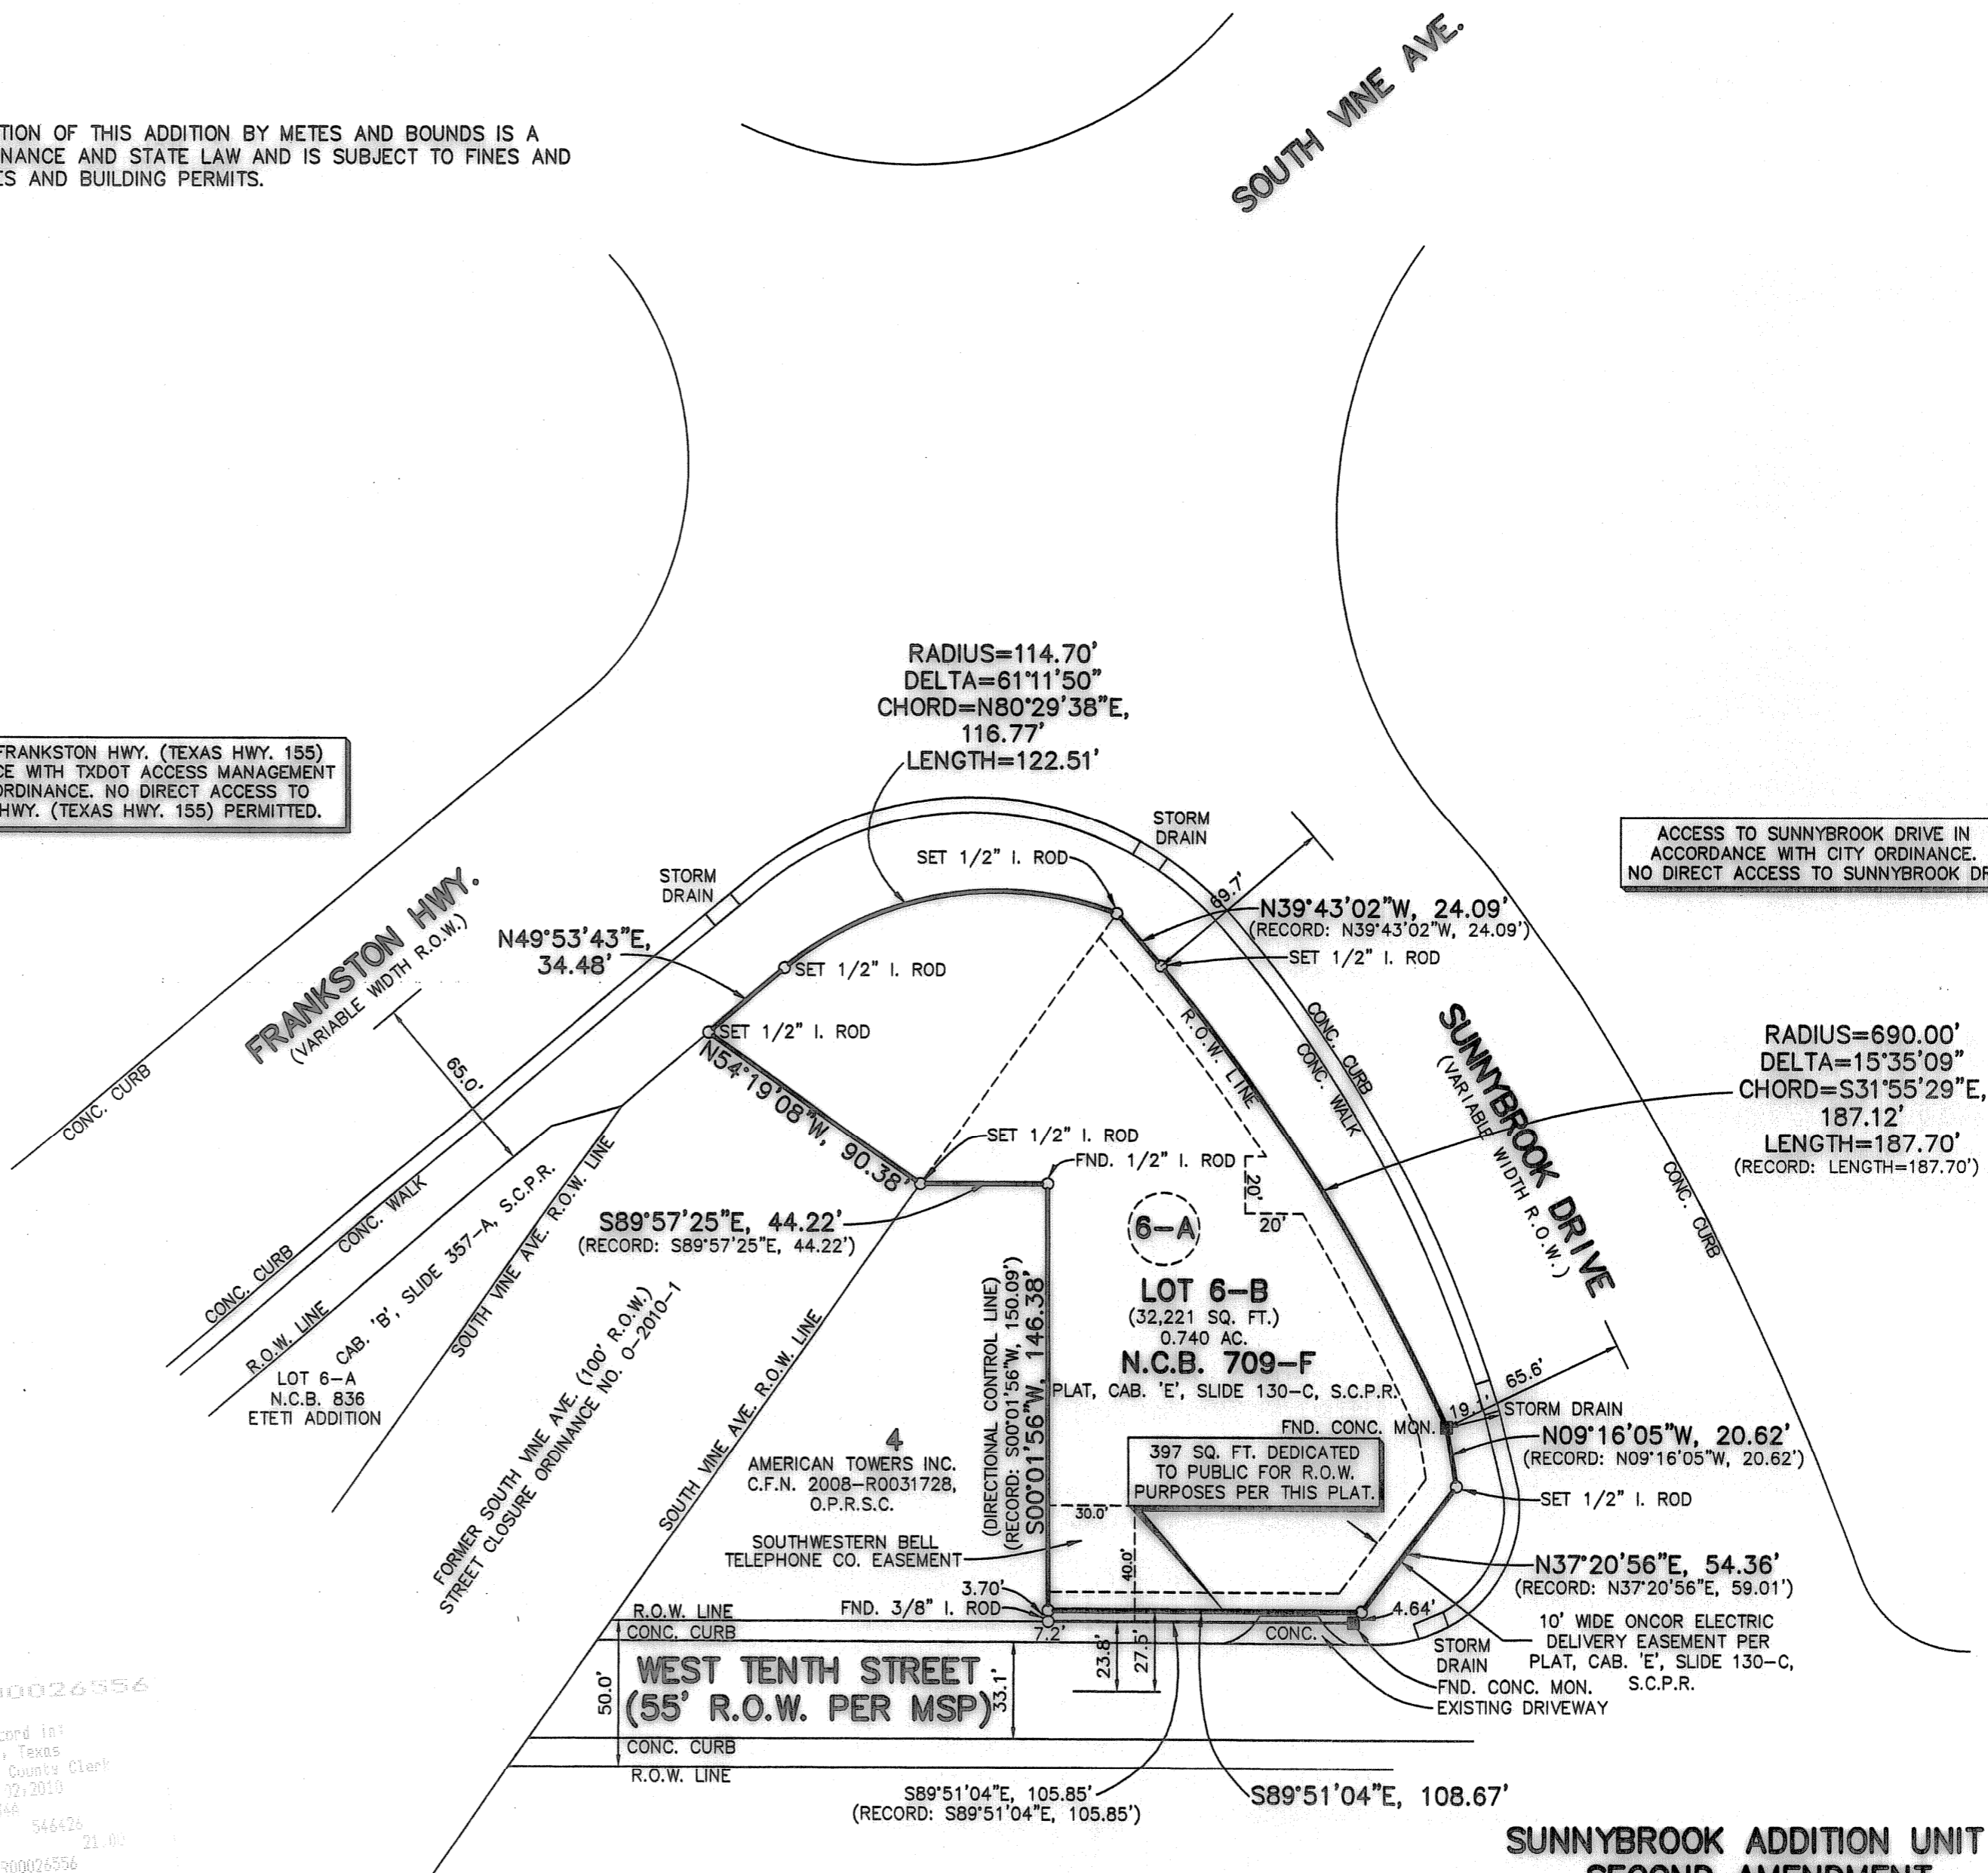 TION OF THIS ADDITION BY METES AND BOUNDS IS A
NANCE AND STATE LAW AND IS SUBJECT TO FINES AND
ES AND BUILDING PERMITS.
SOUTH VINE AVE.
RADIUS=114.70'
DELTA=61°11'50"
CHORD=N80°29'38"E,
116.77'
LENGTH=122.51'
FRANKSTON HWY. (TEXAS HWY. 155)
CE WITH TXDOT ACCESS MANAGEMENT
ORDINANCE. NO DIRECT ACCESS TO
HWY. (TEXAS HWY. 155) PERMITTED.
ACCESS TO SUNNYBROOK DRIVE IN
ACCORDANCE WITH CITY ORDINANCE.
NO DIRECT ACCESS TO SUNNYBROOK DR
STORM
DRAIN
SET 1/2" I. ROD
STORM
DRAIN
69.7'
N39°43'02"W, 24.09'
(RECORD: N39°43'02"W, 24.09')
SET 1/2" I. ROD
FRANKSTON HWY.
(VARIABLE WIDTH R.O.W.)
N49°53'43"E,
34.48'
SET 1/2" I. ROD
SET 1/2" I. ROD
65.0'
N54°19'08"W, 90.38'
R.O.W. LINE
CONC. CURB
CONC. WALK
SUNNYBROOK DRIVE
(VARIABLE WIDTH R.O.W.)
RADIUS=690.00'
DELTA=15°35'09"
CHORD=S31°55'29"E,
187.12'
LENGTH=187.70'
(RECORD: LENGTH=187.70')
CONC. CURB
CONC. CURB
SET 1/2" I. ROD
FND. 1/2" I. ROD
20'
20'
S89°57'25"E, 44.22'
(RECORD: S89°57'25"E, 44.22')
6-A
LOT 6-B
(32,221 SQ. FT.)
0.740 AC.
N.C.B. 709-F
PLAT, CAB. 'E', SLIDE 130-C, S.C.P.R.
CONC. CURB
CONC. WALK
R.O.W. LINE
CAB. 'B', SLIDE 357-A, S.C.P.R.
LOT 6-A
N.C.B. 836
ETETI ADDITION
SOUTH VINE AVE. R.O.W. LINE
FORMER SOUTH VINE AVE. (100' R.O.W.)
STREET CLOSURE ORDINANCE NO. 0-2010-1
SOUTH VINE AVE. R.O.W. LINE
(DIRECTIONAL CONTROL LINE)
(RECORD: S00°01'56"W, 150.09')
S00°01'56"W, 146.38'
65.6'
FND. CONC. MON.
STORM DRAIN
N09°16'05"W, 20.62'
(RECORD: N09°16'05"W, 20.62')
SET 1/2" I. ROD
4
AMERICAN TOWERS INC.
C.F.N. 2008-R0031728,
O.P.R.S.C.
397 SQ. FT. DEDICATED
TO PUBLIC FOR R.O.W.
PURPOSES PER THIS PLAT.
30.0'
40.0'
SOUTHWESTERN BELL
TELEPHONE CO. EASEMENT
N37°20'56"E, 54.36'
(RECORD: N37°20'56"E, 59.01')
3.70'
FND. 3/8" I. ROD
R.O.W. LINE
CONC. CURB
7.2'
23.8'
27.5'
CONC.
4.64'
10' WIDE ONCOR ELECTRIC
DELIVERY EASEMENT PER
PLAT, CAB. 'E', SLIDE 130-C,
S.C.P.R.
STORM
DRAIN
FND. CONC. MON.
EXISTING DRIVEWAY
50.0'
WEST TENTH STREET
(55' R.O.W. PER MSP)
33.1'
CONC. CURB
R.O.W. LINE
S89°51'04"E, 105.85'
(RECORD: S89°51'04"E, 105.85')
S89°51'04"E, 108.67'
00026556
cord in:
, Texas
County Clerk
546426
21.00
R00026556
SUNNYBROOK ADDITION UNIT
SECOND AMENDMENT